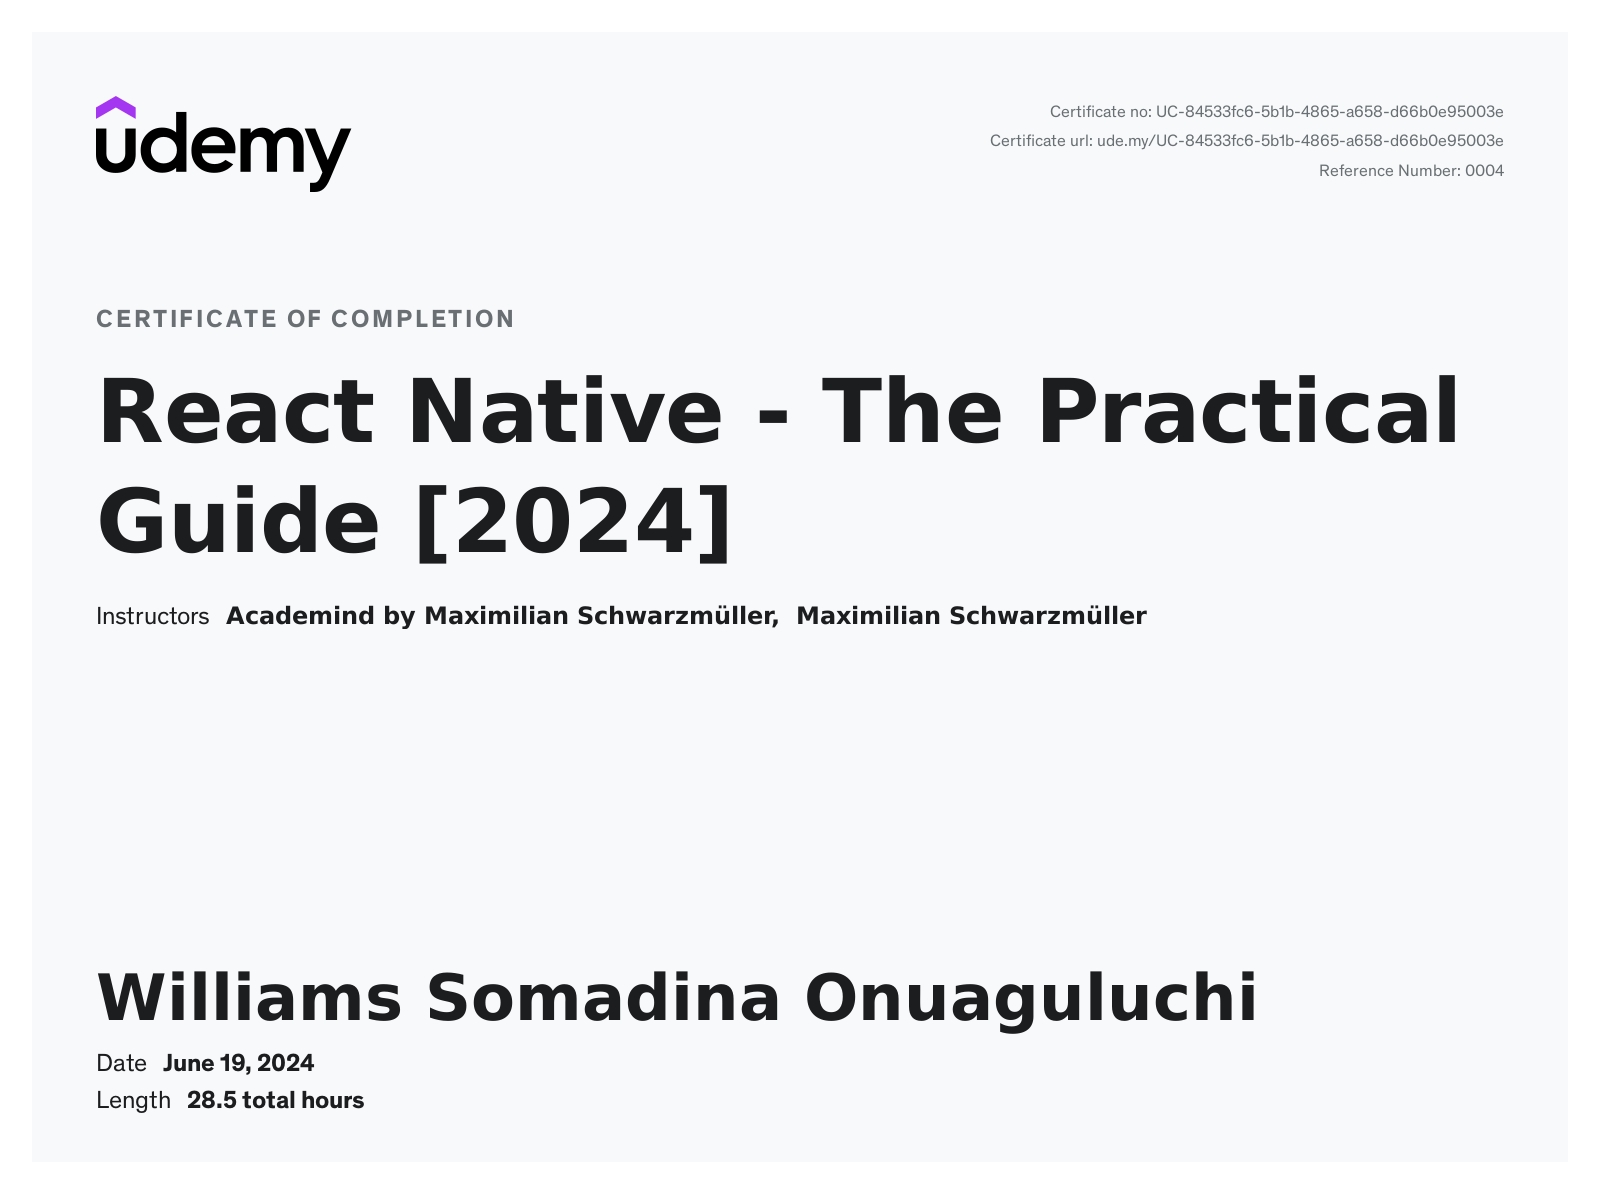 udemy
Certificate no: UC-84533fc6-5b1b-4865-a658-d66b0e95003e
Certificate url: ude.my/UC-84533fc6-5b1b-4865-a658-d66b0e95003e
Reference Number: 0004
CERTIFICATE OF COMPLETION
React Native - The Practical
Guide [2024]
Instructors Academind by Maximilian Schwarzmüller, Maximilian Schwarzmüller
Williams Somadina Onuaguluchi
Date June 19, 2024
Length 28.5 total hours